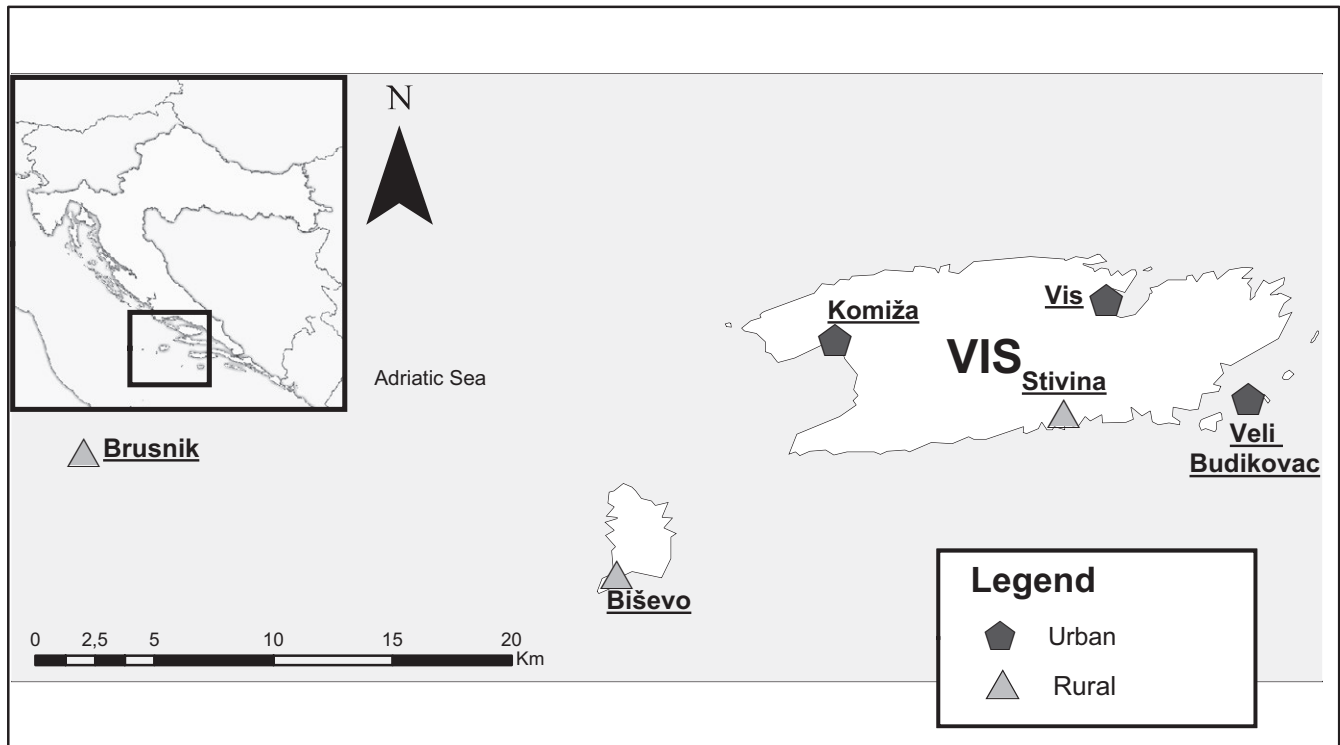 N
Adriatic Sea
Brusnik
Komiža
Vis
VIS
Stivina
Veli
Budikovac
Biševo
0 2,5 5 10 15 20
Km
Legend
Urban
Rural